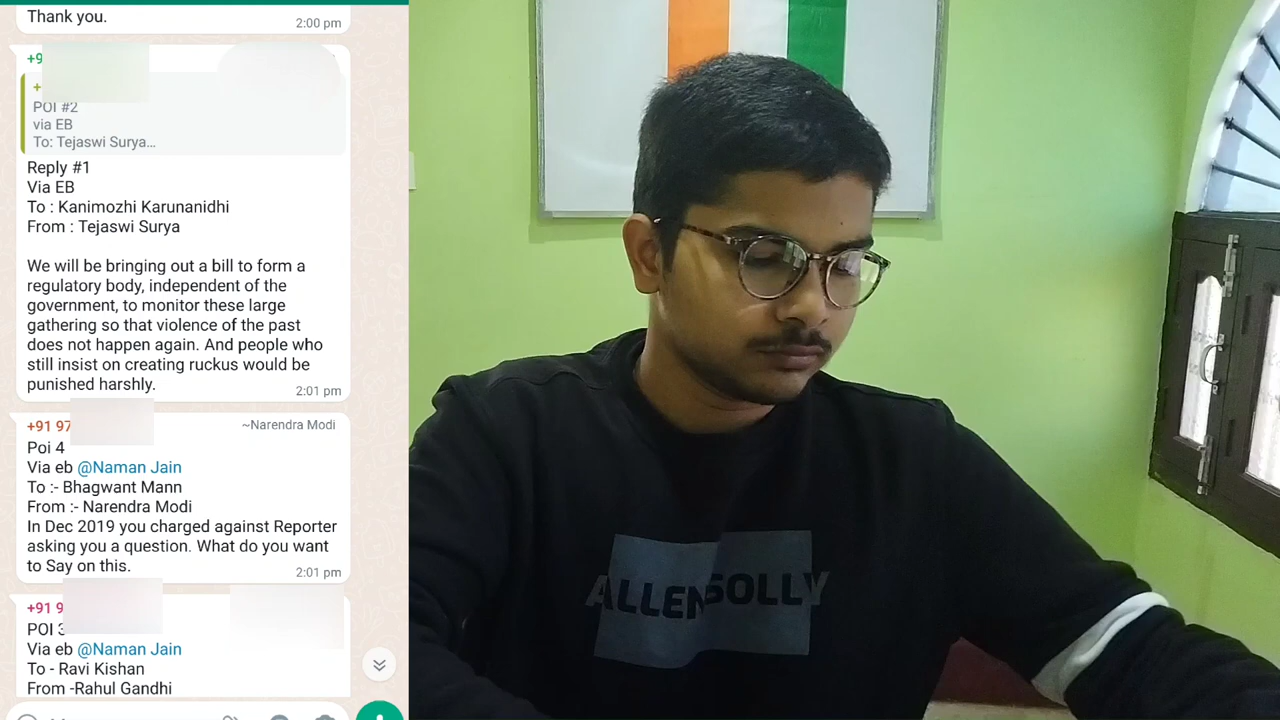 Thank you.
2:00 pm
+9
+
POI #2
via EB
To: Tejaswi Surya...
Reply #1
Via EB
To : Kanimozhi Karunanidhi
From : Tejaswi Surya
We will be bringing out a bill to form a
regulatory body, independent of the
government, to monitor these large
gathering so that violence of the past
does not happen again. And people who
still insist on creating ruckus would be
punished harshly.
2:01 pm
+91 97
~Narendra Modi
Poi 4
Via eb @Naman Jain
To :- Bhagwant Mann
From :- Narendra Modi
In Dec 2019 you charged against Reporter
asking you a question. What do you want
to Say on this.
2:01 pm
+91 9
POI 3
Via eb @Naman Jain
To - Ravi Kishan
From -Rahul Gandhi
ALLEN SOLLY